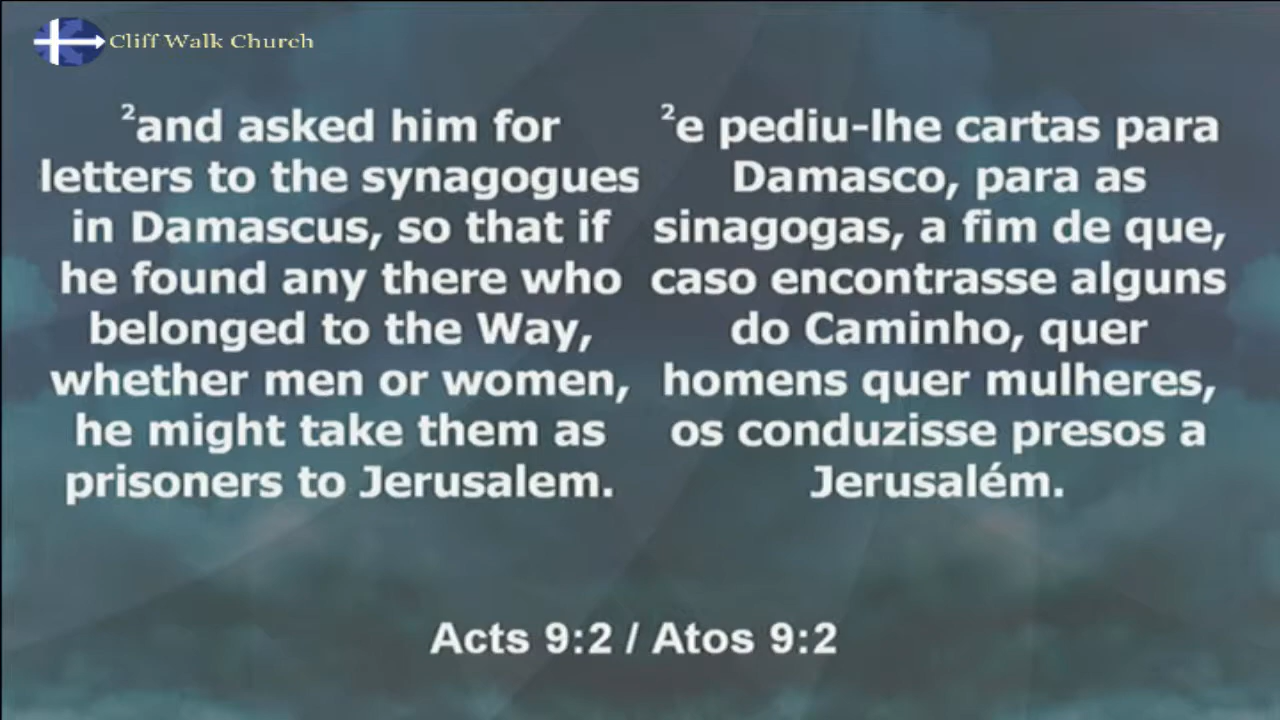 Cliff Walk Church
²and asked him for
letters to the synagogues
in Damascus, so that if
he found any there who
belonged to the Way,
whether men or women,
he might take them as
prisoners to Jerusalem.
²e pediu-lhe cartas para
Damasco, para as
sinagogas, a fim de que,
caso encontrasse alguns
do Caminho, quer
homens quer mulheres,
os conduzisse presos a
Jerusalém.
Acts 9:2 / Atos 9:2